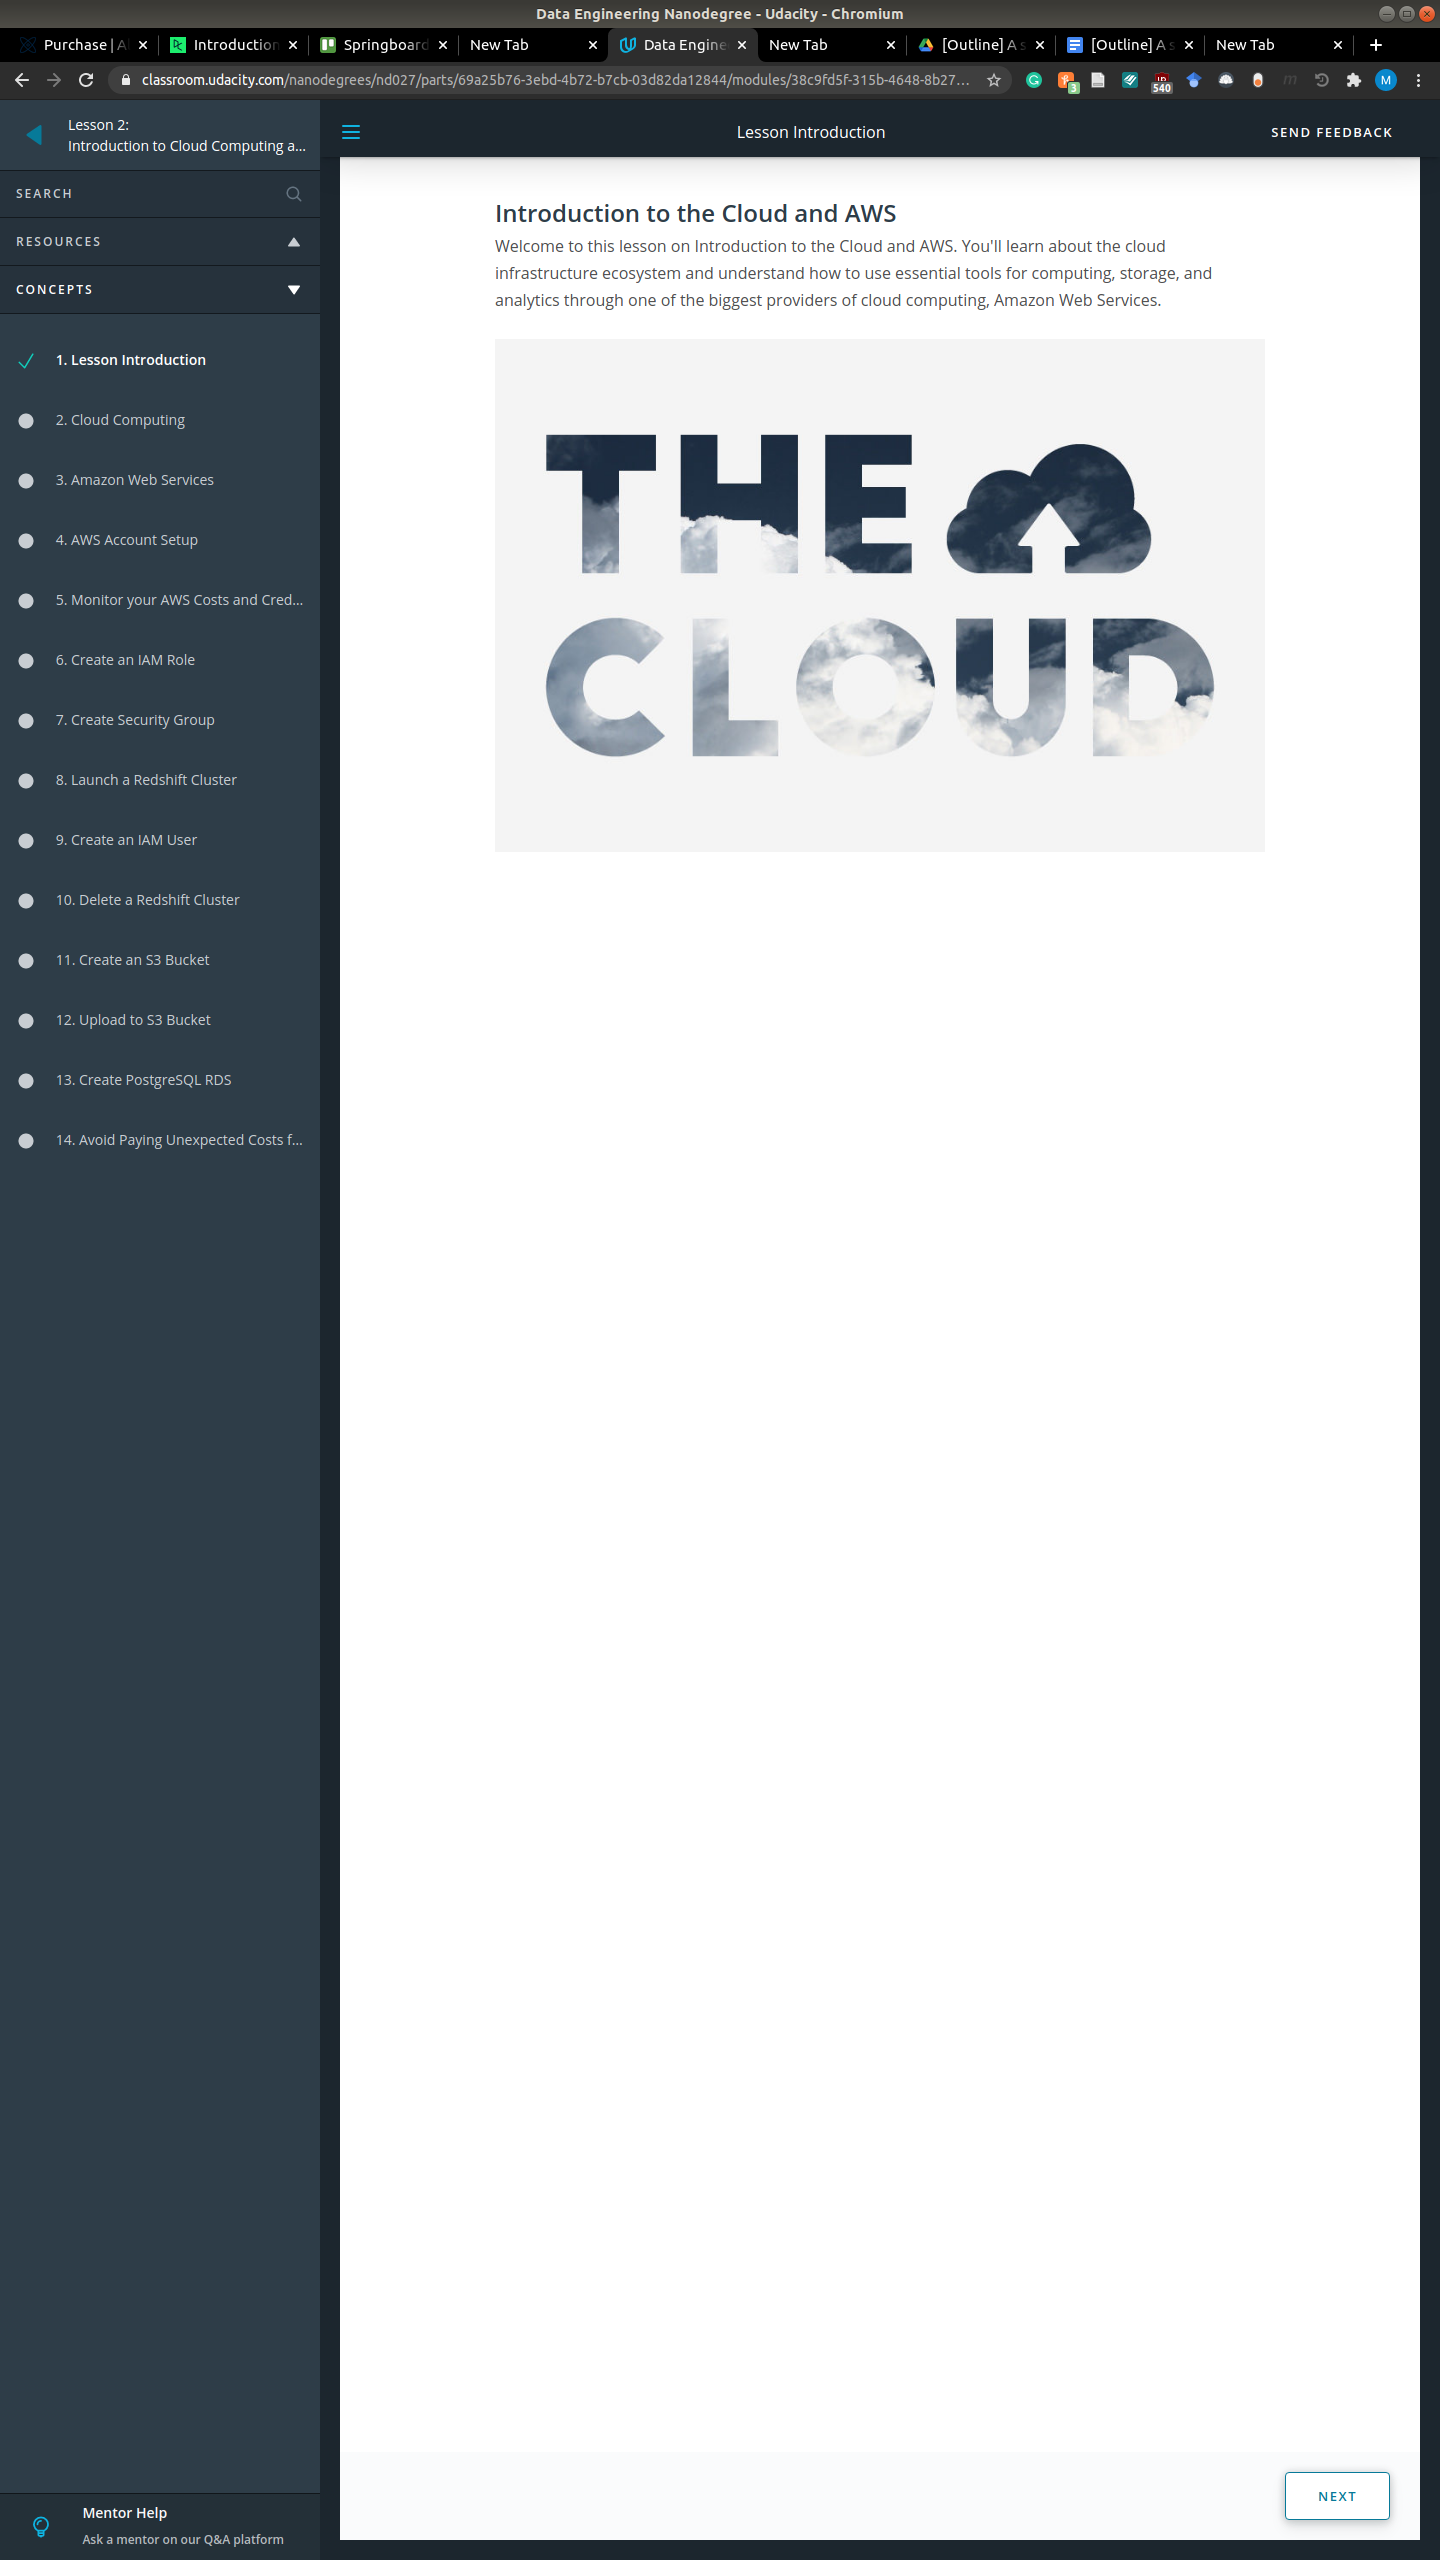 Data Engineering Nanodegree - Udacity - Chromium
Purchase | A
Introduction
Springboard
New Tab
Data Engine
New Tab
[Outline] A s
[Outline] A s
New Tab
classroom.udacity.com/nanodegrees/nd027/parts/69a25b76-3ebd-4b72-b7cb-03d82da12844/modules/38c9fd5f-315b-4648-8b27...
3
540
M
Lesson 2:
Introduction to Cloud Computing a...
Lesson Introduction
SEND FEEDBACK
SEARCH
RESOURCES
CONCEPTS
1. Lesson Introduction
2. Cloud Computing
3. Amazon Web Services
4. AWS Account Setup
5. Monitor your AWS Costs and Cred...
6. Create an IAM Role
7. Create Security Group
8. Launch a Redshift Cluster
9. Create an IAM User
10. Delete a Redshift Cluster
11. Create an S3 Bucket
12. Upload to S3 Bucket
13. Create PostgreSQL RDS
14. Avoid Paying Unexpected Costs f...
Introduction to the Cloud and AWS
Welcome to this lesson on Introduction to the Cloud and AWS. You'll learn about the cloud
infrastructure ecosystem and understand how to use essential tools for computing, storage, and
analytics through one of the biggest providers of cloud computing, Amazon Web Services.
THE
CLOUD
NEXT
Mentor Help
Ask a mentor on our Q&A platform